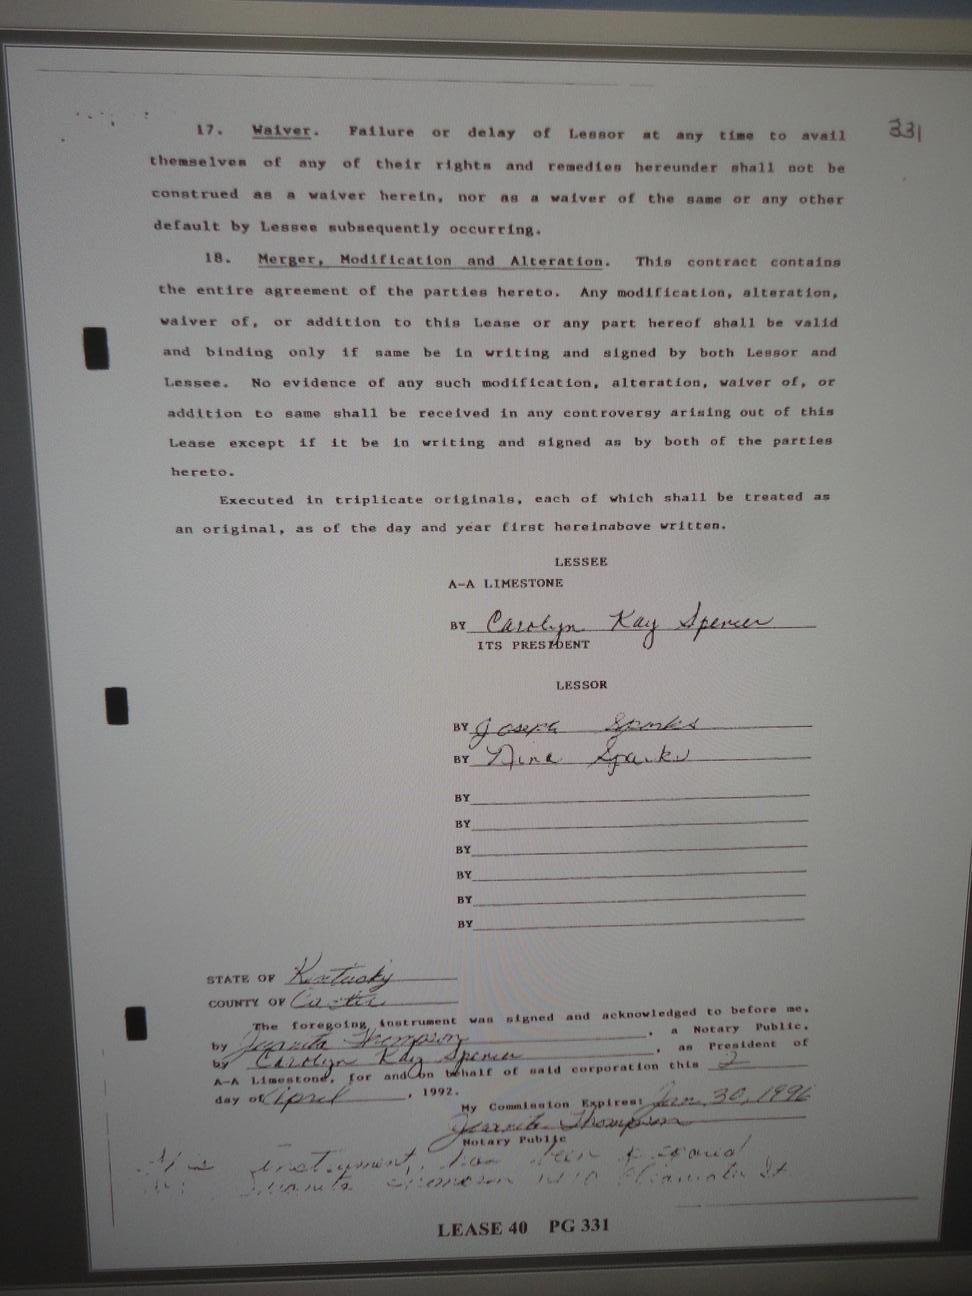 331
17. Waiver. Failure or delay of Lessor at any time to avail
themselves of any of their rights and remedies hereunder shall not be
construed as a waiver herein, nor as a waiver of the same or any other
default by Lessee subsequently occurring.
18. Merger, Modification and Alteration. This contract contains
the entire agreement of the parties hereto. Any modification, alteration,
waiver of, or addition to this Lease or any part hereof shall be valid
and binding only if same be in writing and signed by both Lessor and
Lessee. No evidence of any such modification, alteration, waiver of, or
addition to same shall be received in any controversy arising out of this
Lease except if it be in writing and signed as by both of the parties
hereto.
Executed in triplicate originals, each of which shall be treated as
an original, as of the day and year first hereinabove written.
LESSEE
A-A LIMESTONE
BY Carolyn Kay Spencer
ITS PRESIDENT
LESSOR
BY Joseph Sparks
BY Nina Sparks
BY
BY
BY
BY
BY
BY
STATE OF Kentucky
COUNTY OF Carter
The foregoing instrument was signed and acknowledged to before me,
by Jeanita Thompson, a Notary Public,
by Carolyn Kay Spencer, as President of
A-A Limestone, for and on behalf of said corporation this 2
day of April, 1992.
My Commission Expires: Jan. 30, 1996
Jeanita Thompson
Notary Public
instrument, has been
LEASE 40 PG 331